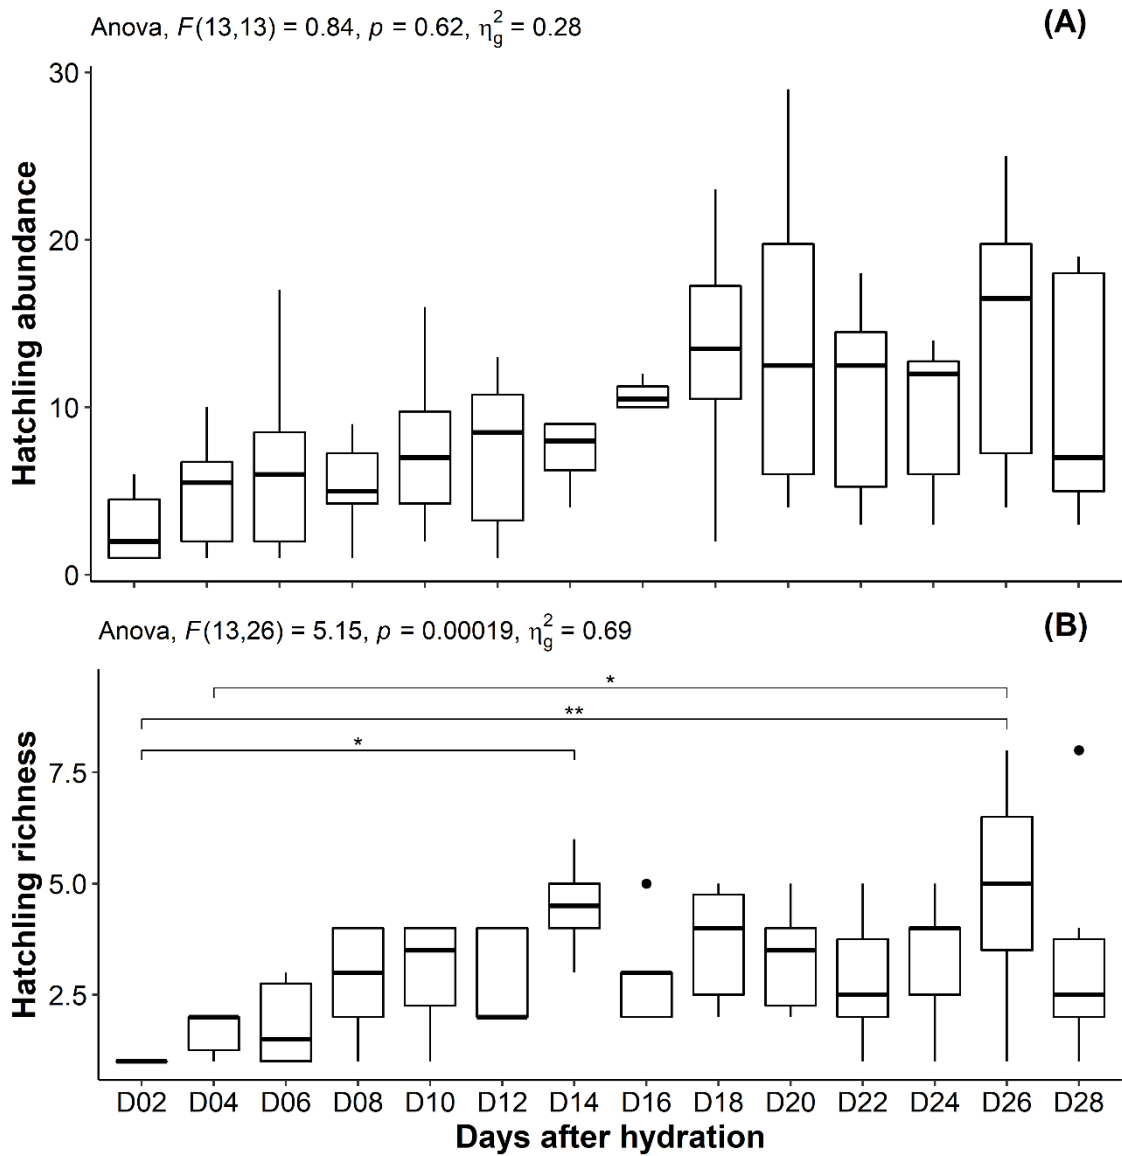 Anova, F(13,13) = 0.84, p = 0.62, η²g = 0.28
(A)
30
20
10
0
Hatchling abundance
Anova, F(13,26) = 5.15, p = 0.00019, η²g = 0.69
(B)
*
**
*
7.5
5.0
2.5
Hatchling richness
D02 D04 D06 D08 D10 D12 D14 D16 D18 D20 D22 D24 D26 D28
Days after hydration